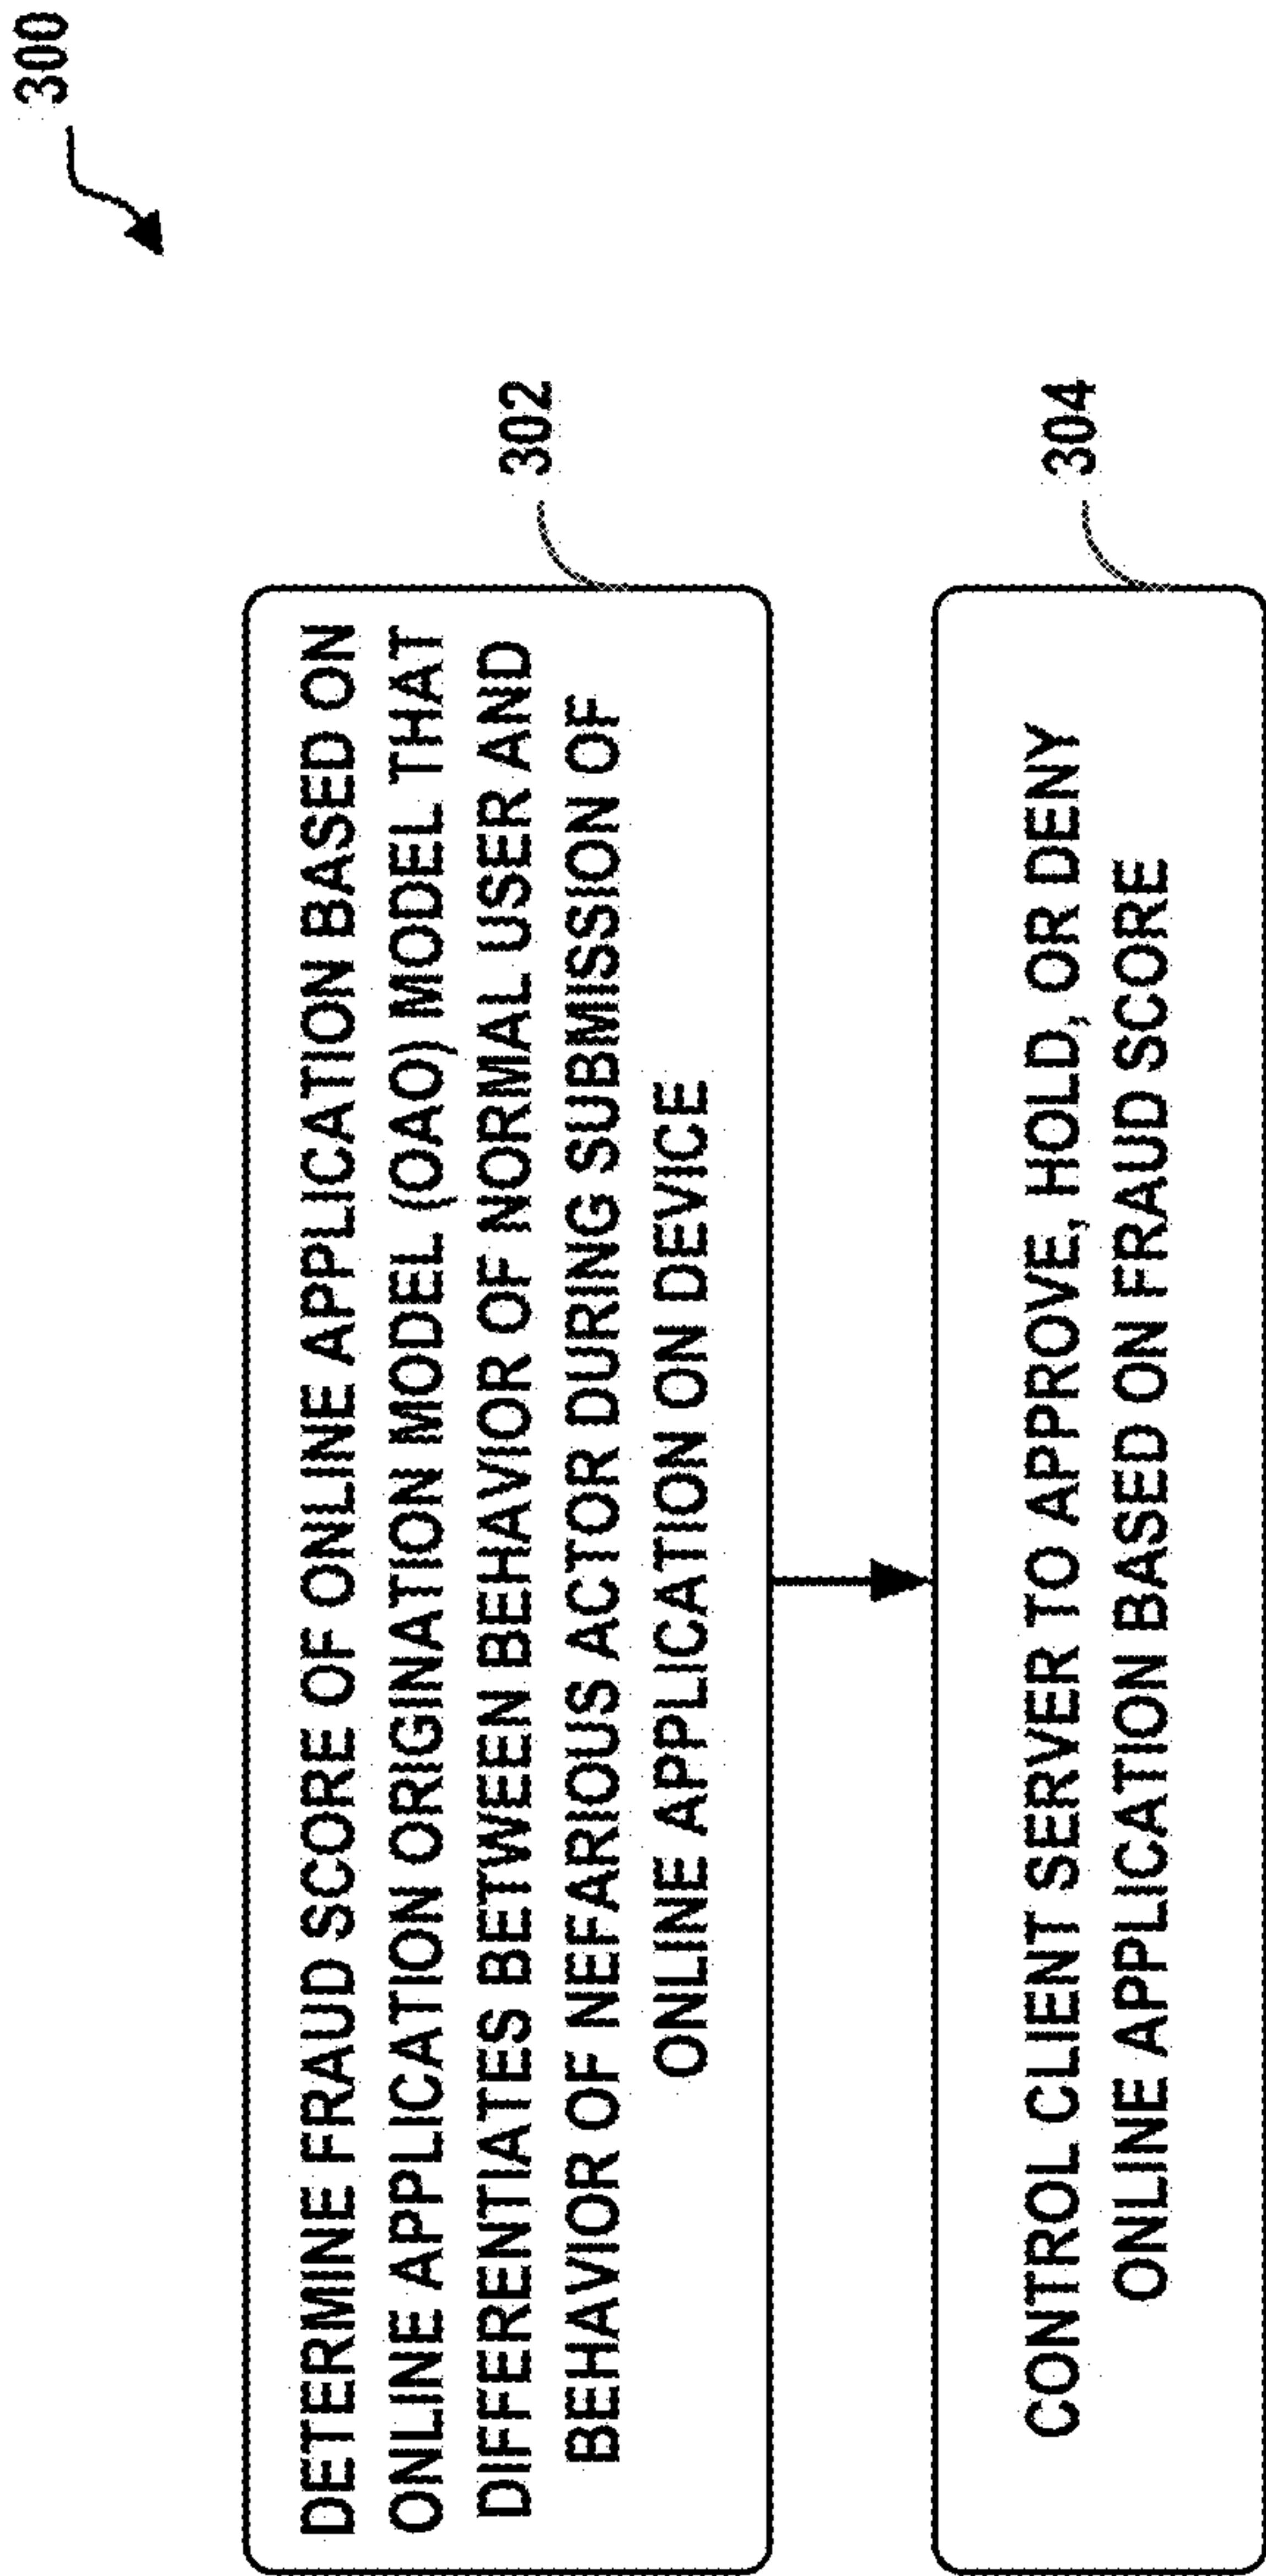 300
DETERMINE FRAUD SCORE OF ONLINE APPLICATION BASED ON
ONLINE APPLICATION ORIGINATION MODEL (OAO) MODEL THAT
DIFFERENTIATES BETWEEN BEHAVIOR OF NORMAL USER AND
BEHAVIOR OF NEFARIOUS ACTOR DURING SUBMISSION OF
ONLINE APPLICATION ON DEVICE
302
CONTROL CLIENT SERVER TO APPROVE, HOLD, OR DENY
ONLINE APPLICATION BASED ON FRAUD SCORE
304